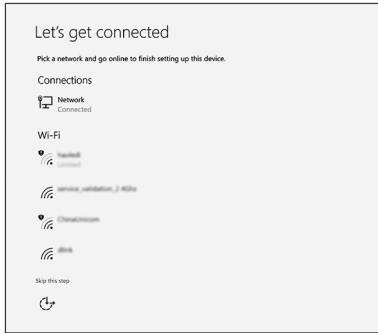 Let's get connected
Pick a network and go online to finish setting up this device.
Connections
Network
Connected
Wi-Fi
Limited
service_validation_2.4Ghz
ChinaUnicom
dlink
Skip this step